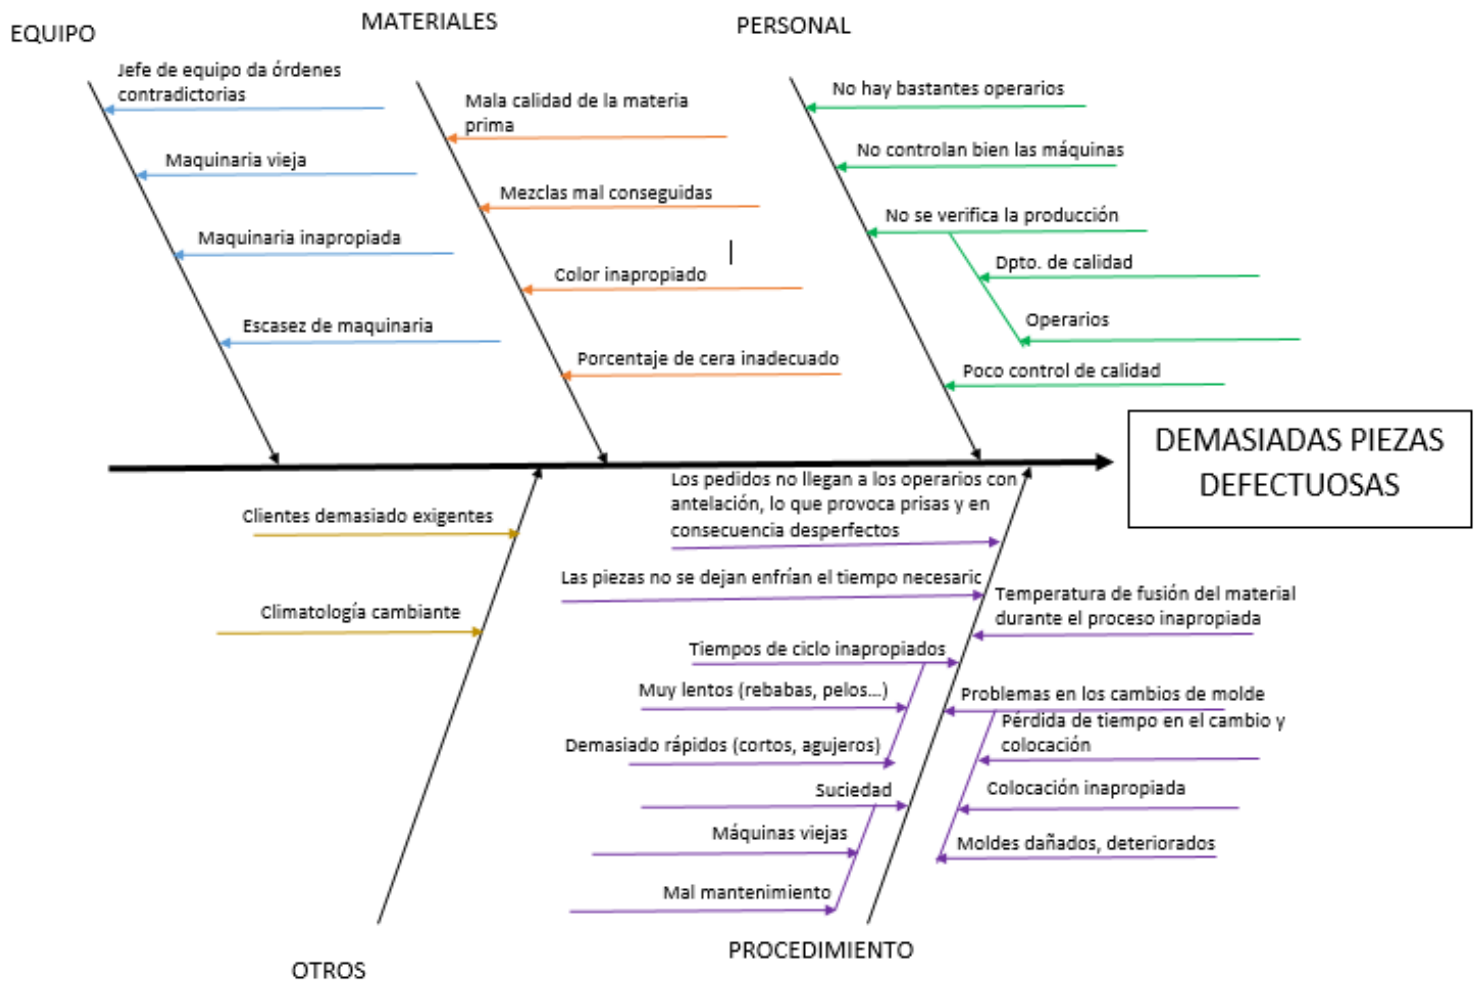 EQUIPO
MATERIALES
PERSONAL
Jefe de equipo da órdenes
contradictorias
Maquinaria vieja
Maquinaria inapropiada
Escasez de maquinaria
Mala calidad de la materia
prima
Mezclas mal conseguidas
Color inapropiado
Porcentaje de cera inadecuado
No hay bastantes operarios
No controlan bien las máquinas
No se verifica la producción
Dpto. de calidad
Operarios
Poco control de calidad
DEMASIADAS PIEZAS
DEFECTUOSAS
Clientes demasiado exigentes
Climatología cambiante
OTROS
Los pedidos no llegan a los operarios con
antelación, lo que provoca prisas y en
consecuencia desperfectos
Las piezas no se dejan enfrían el tiempo necesaric
Tiempos de ciclo inapropiados
Muy lentos (rebabas, pelos...)
Demasiado rápidos (cortos, agujeros)
Suciedad
Máquinas viejas
Mal mantenimiento
Temperatura de fusión del material
durante el proceso inapropiada
Problemas en los cambios de molde
Pérdida de tiempo en el cambio y
colocación
Colocación inapropiada
Moldes dañados, deteriorados
PROCEDIMIENTO